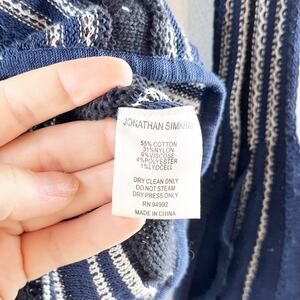 JONATHAN SIMKHAI
55% COTTON
31% NYLON
9% VISCOSE
4% POLYESTER
1% LYOCELL
DRY CLEAN ONLY
DO NOT STEAM
DRY PRESS ONLY
RN 94992
MADE IN CHINA